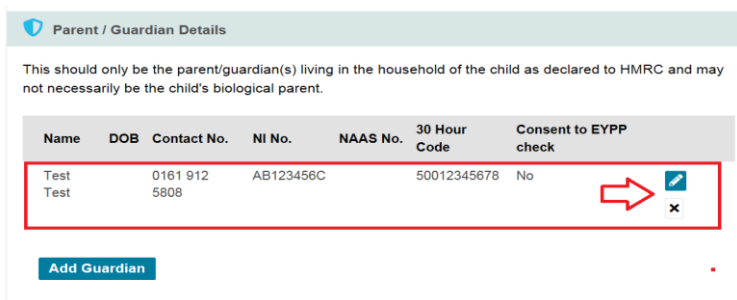 Parent / Guardian Details
This should only be the parent/guardian(s) living in the household of the child as declared to HMRC and may
not necessarily be the child's biological parent.
Name DOB Contact No. NI No. NAAS No. 30 Hour Code Consent to EYPP check
Test Test 0161 912 5808 AB123456C 50012345678 No
Add Guardian